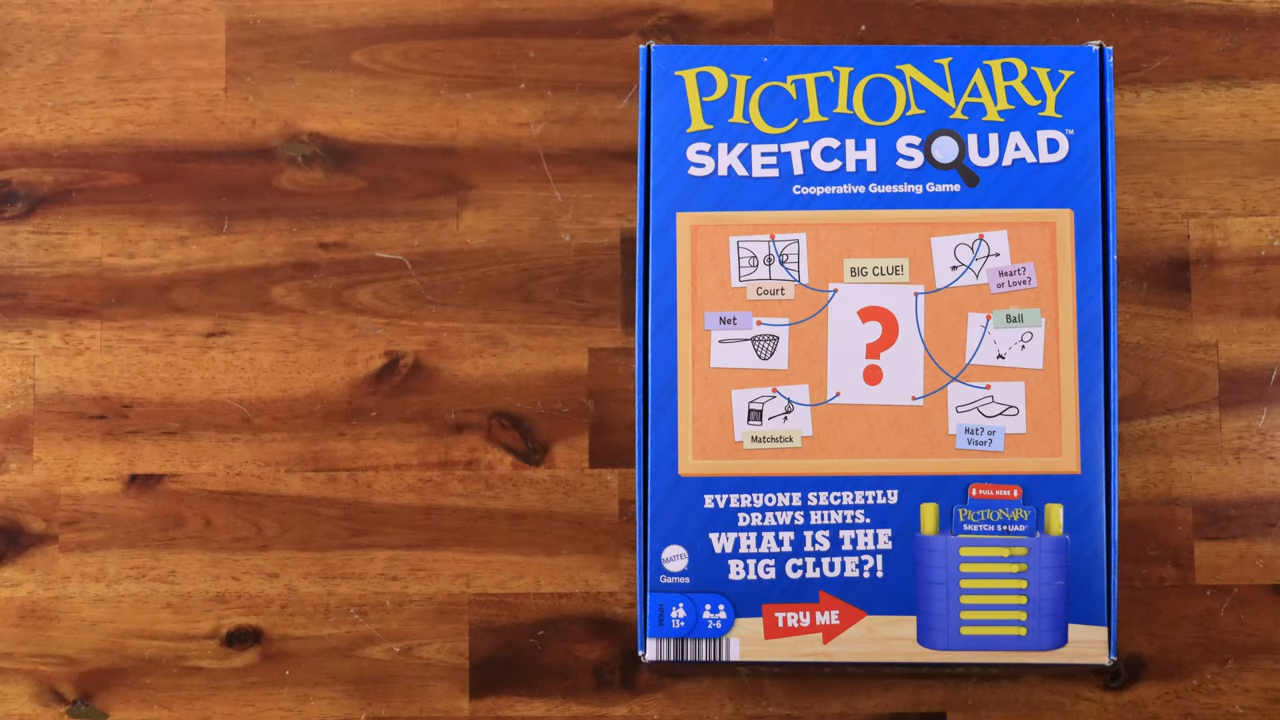 PICTIONARY
SKETCH SQUAD™
Cooperative Guessing Game
BIG CLUE!
Court
Heart?
or Love?
Net
Ball
?
Matchstick
Hat? or
Visor?
EVERYONE SECRETLY
DRAWS HINTS.
WHAT IS THE
BIG CLUE?!
PULL HERE
PICTIONARY
SKETCH SQUAD
MATTEL
Games
HPR84
13+
2-6
TRY ME